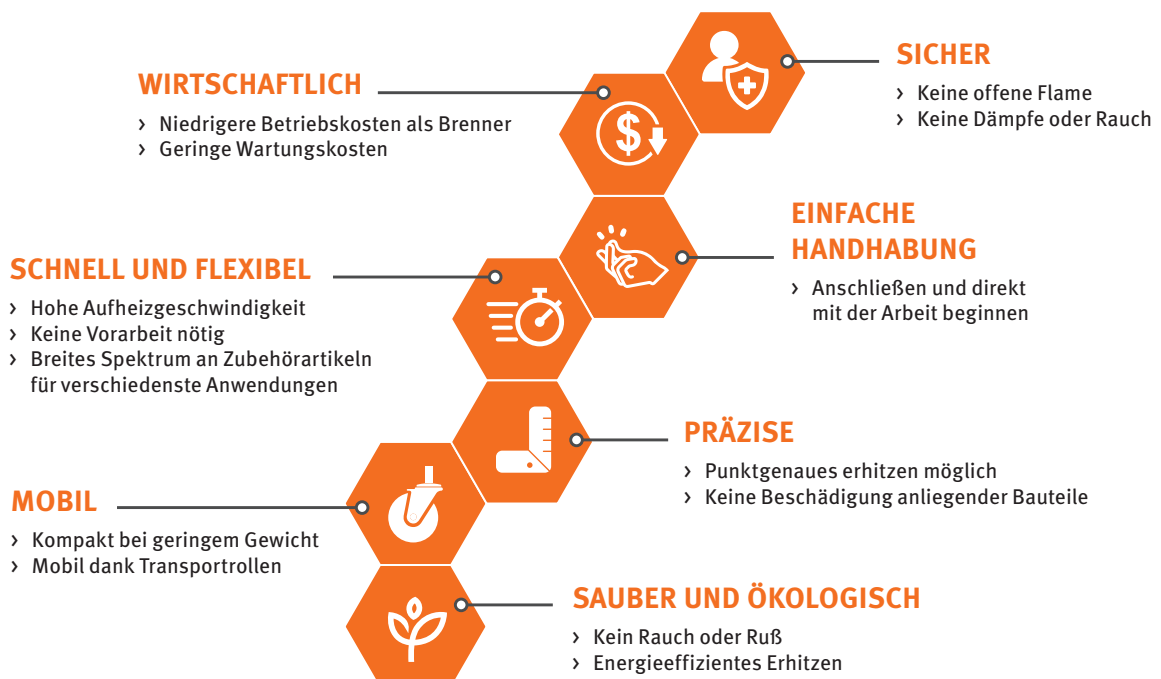 SICHER
› Keine offene Flame
› Keine Dämpfe oder Rauch
WIRTSCHAFTLICH
› Niedrigere Betriebskosten als Brenner
› Geringe Wartungskosten
$
EINFACHE
HANDHABUNG
› Anschließen und direkt
mit der Arbeit beginnen
SCHNELL UND FLEXIBEL
› Hohe Aufheizgeschwindigkeit
› Keine Vorarbeit nötig
› Breites Spektrum an Zubehörartikeln
für verschiedenste Anwendungen
PRÄZISE
› Punktgenaues erhitzen möglich
› Keine Beschädigung anliegender Bauteile
MOBIL
› Kompakt bei geringem Gewicht
› Mobil dank Transportrollen
SAUBER UND ÖKOLOGISCH
› Kein Rauch oder Ruß
› Energieeffizientes Erhitzen